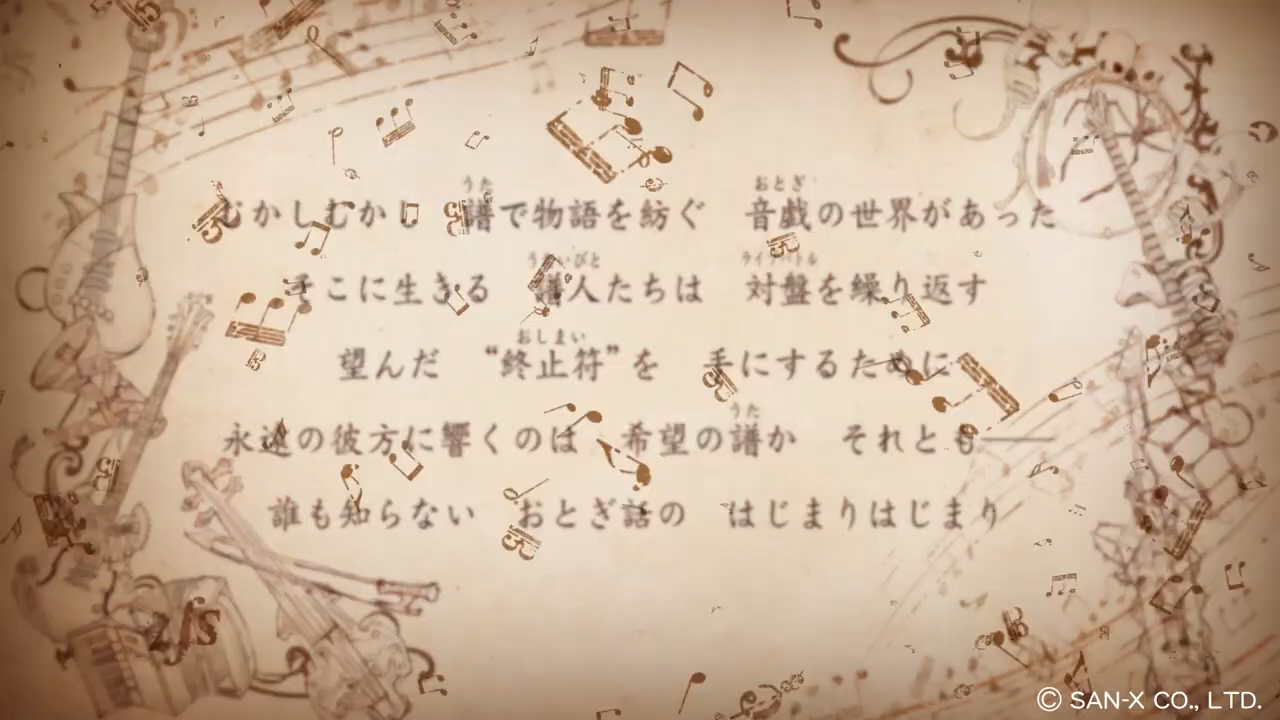 むかしむかし 譜で物語を紡ぐ 音戯の世界があった
そこに生きる 譜人たちは 対盤を繰り返す
望んだ “終止符”を 手にするために
永遠の彼方に響くのは 希望の譜か それとも――
誰も知らない おとぎ話の はじまりはじまり
© SAN-X CO., LTD.